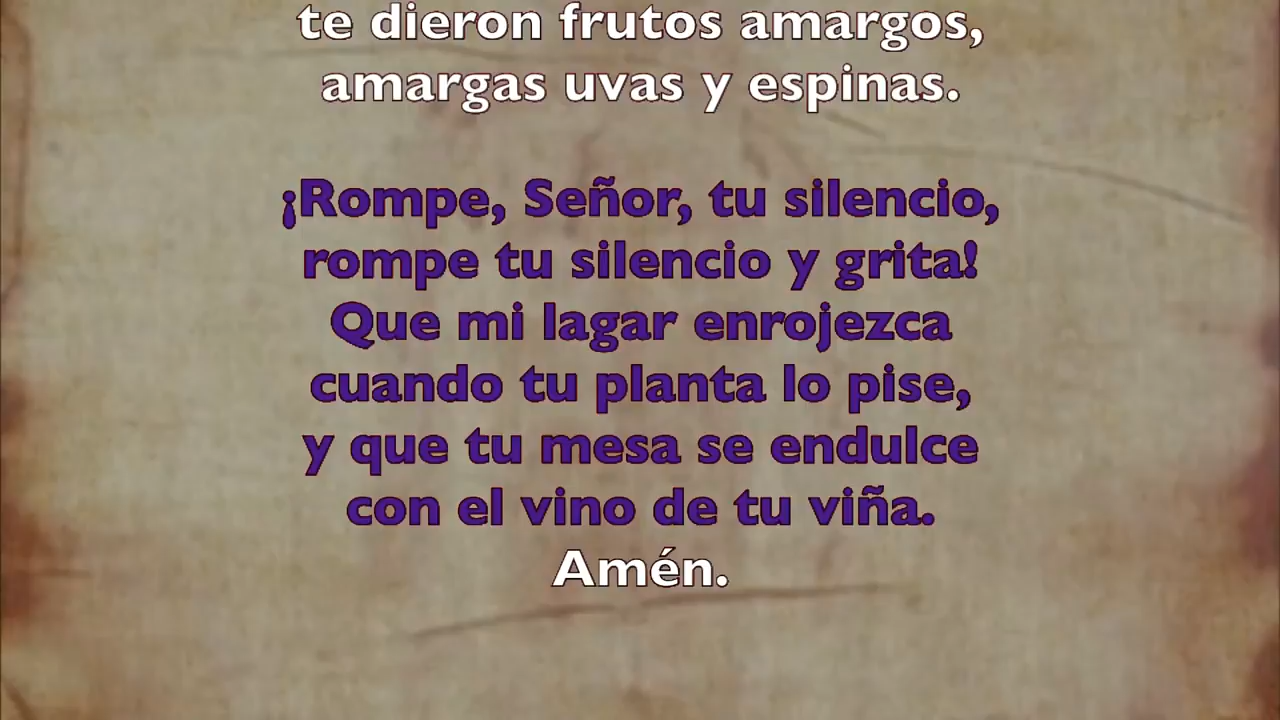 te dieron frutos amargos,
amargas uvas y espinas.
¡Rompe, Señor, tu silencio,
rompe tu silencio y grita!
Que mi lagar enrojezca
cuando tu planta lo pise,
y que tu mesa se endulce
con el vino de tu viña.
Amén.